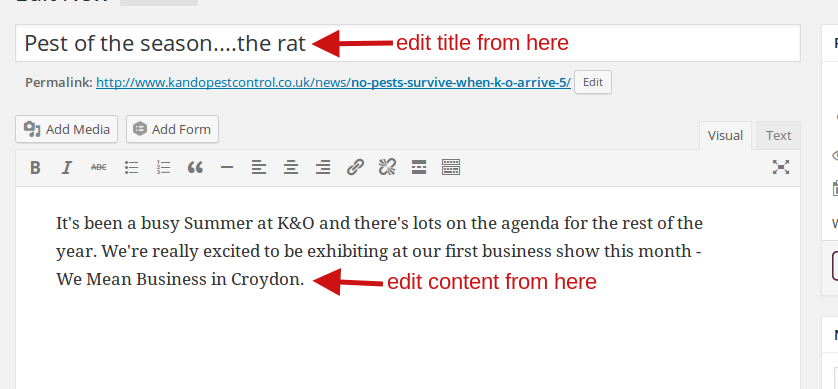 Pest of the season....the rat
edit title from here
Permalink: http://www.kandopestcontrol.co.uk/news/no-pests-survive-when-k-o-arrive-5/ Edit
Add Media Add Form
Visual Text
B I ABC
It's been a busy Summer at K&O and there's lots on the agenda for the rest of the
year. We're really excited to be exhibiting at our first business show this month -
We Mean Business in Croydon.
edit content from here